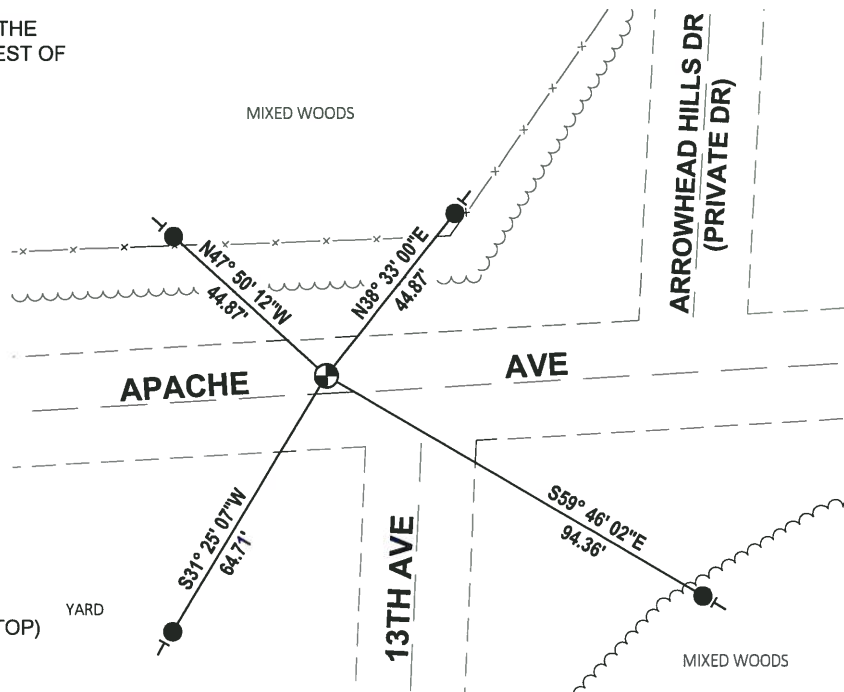 THE
EST OF
MIXED WOODS
ARROWHEAD HILLS DR
(PRIVATE DR)
N47° 50' 12"W
44.87'
N38° 33' 00"E
44.87'
APACHE AVE
S31° 25' 07"W
64.71'
S59° 46' 02"E
94.36'
13TH AVE
YARD
TOP)
MIXED WOODS